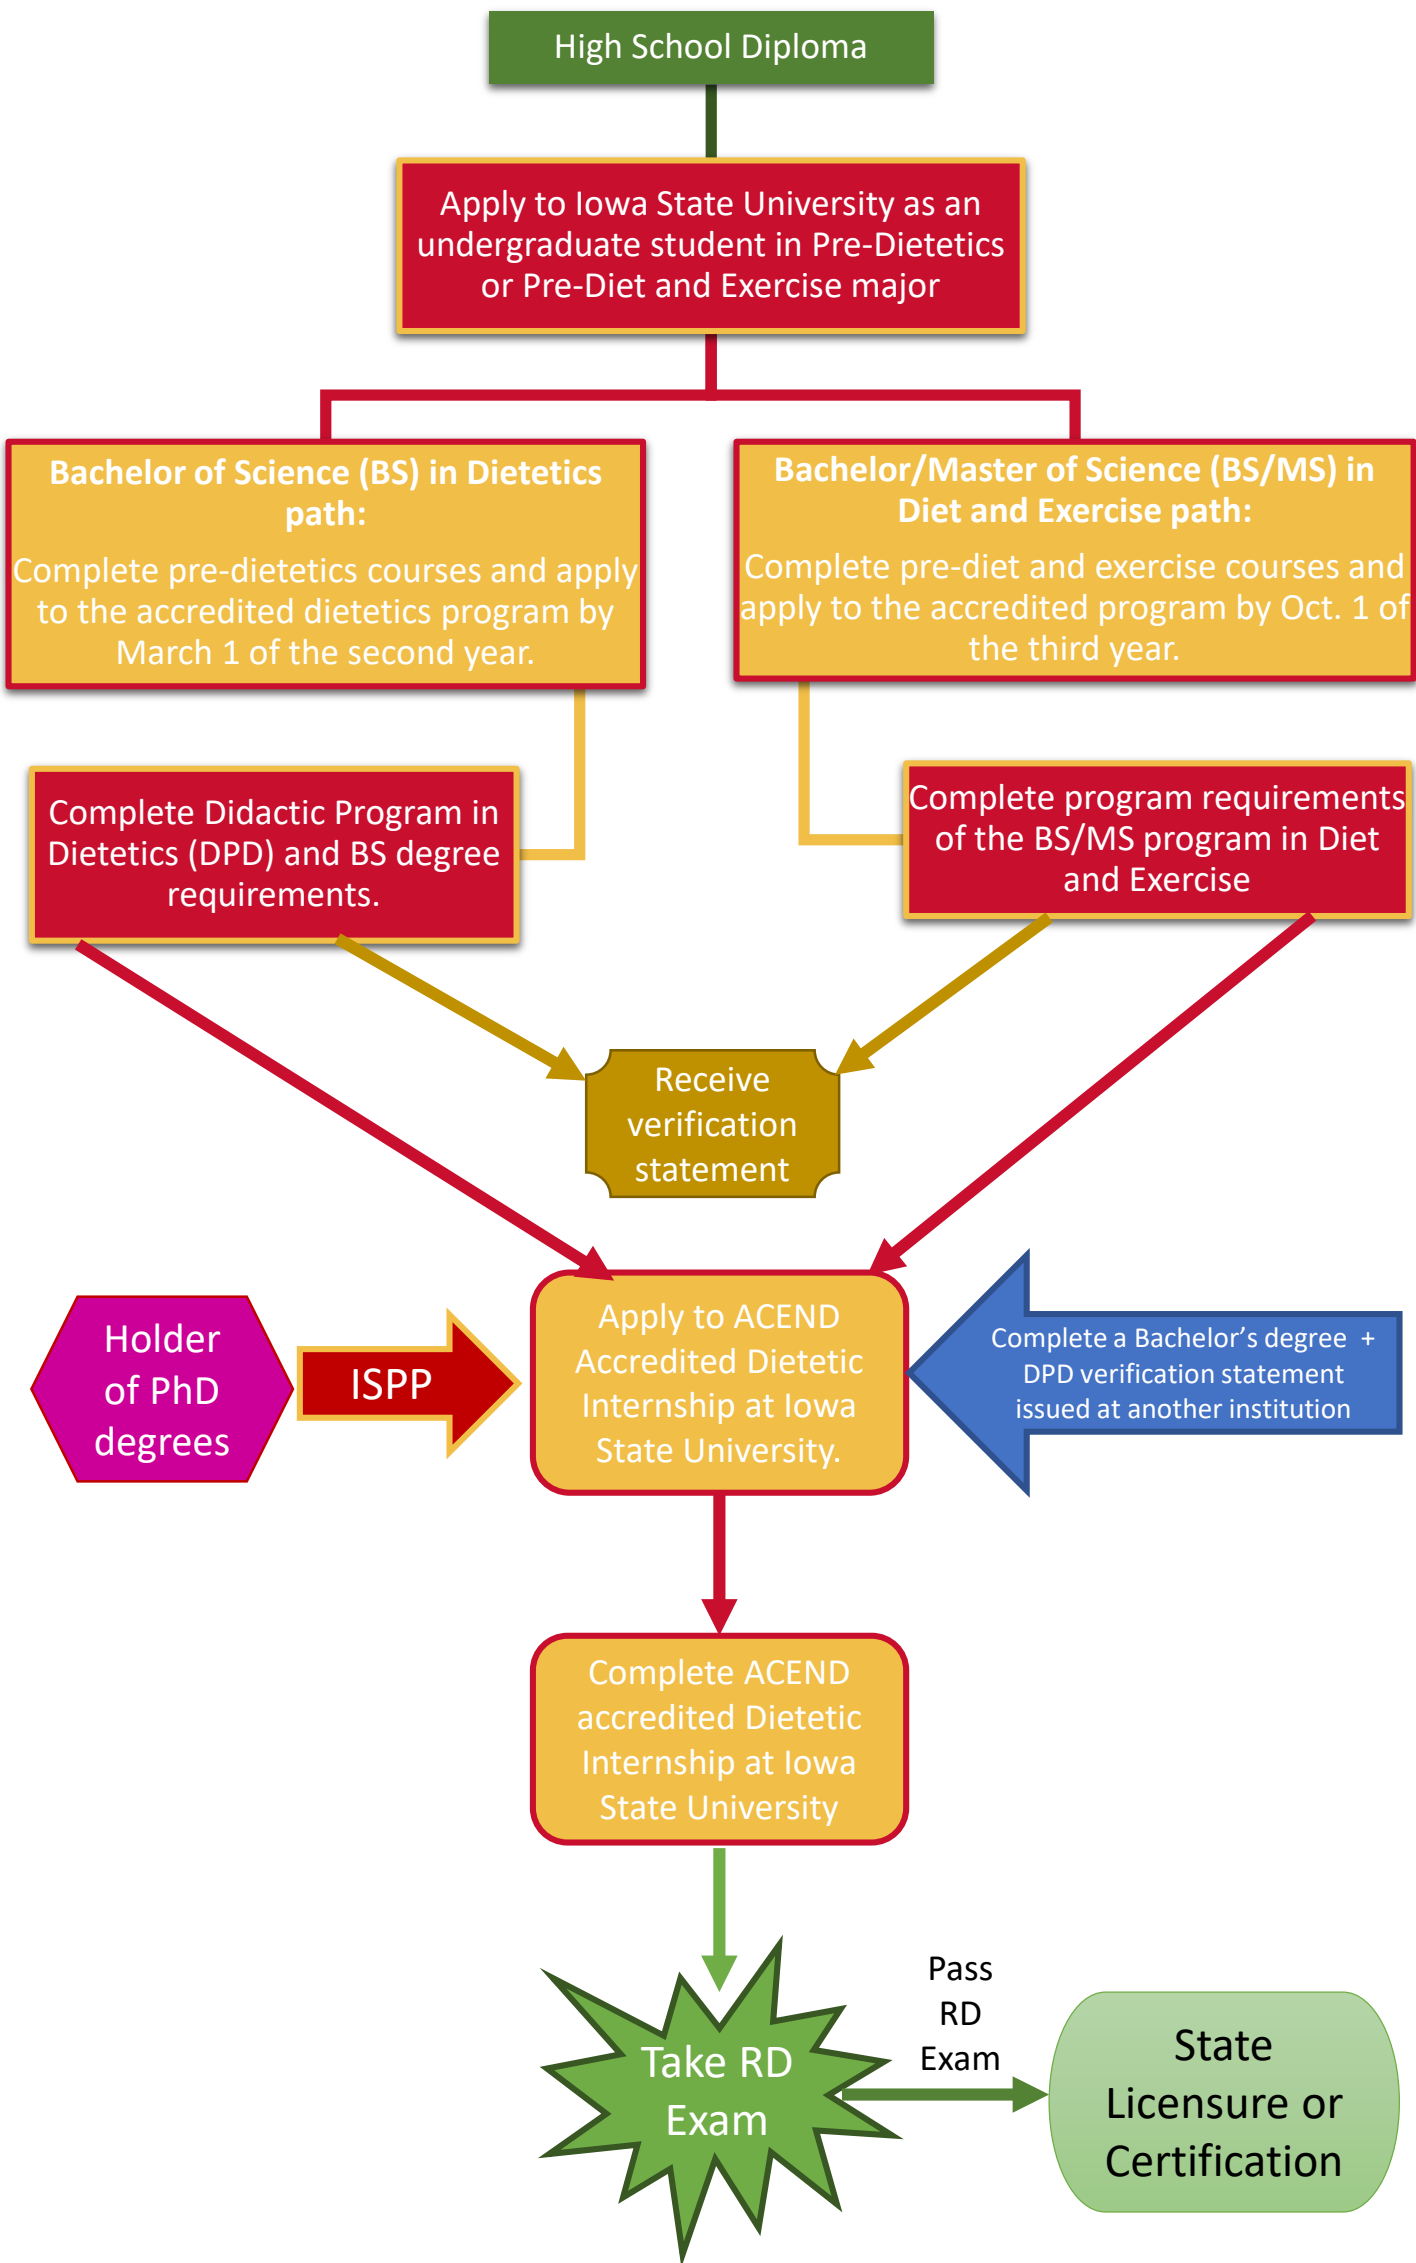 High School Diploma
Apply to Iowa State University as an
undergraduate student in Pre-Dietetics
or Pre-Diet and Exercise major
Bachelor of Science (BS) in Dietetics
path:
Complete pre-dietetics courses and apply
to the accredited dietetics program by
March 1 of the second year.
Bachelor/Master of Science (BS/MS) in
Diet and Exercise path:
Complete pre-diet and exercise courses and
apply to the accredited program by Oct. 1 of
the third year.
Complete Didactic Program in
Dietetics (DPD) and BS degree
requirements.
Complete program requirements
of the BS/MS program in Diet
and Exercise
Receive
verification
statement
Holder
of PhD
degrees
ISPP
Apply to ACEND
Accredited Dietetic
Internship at Iowa
State University.
Complete a Bachelor’s degree +
DPD verification statement
issued at another institution
Complete ACEND
accredited Dietetic
Internship at Iowa
State University
Take RD
Exam
Pass
RD
Exam
State
Licensure or
Certification